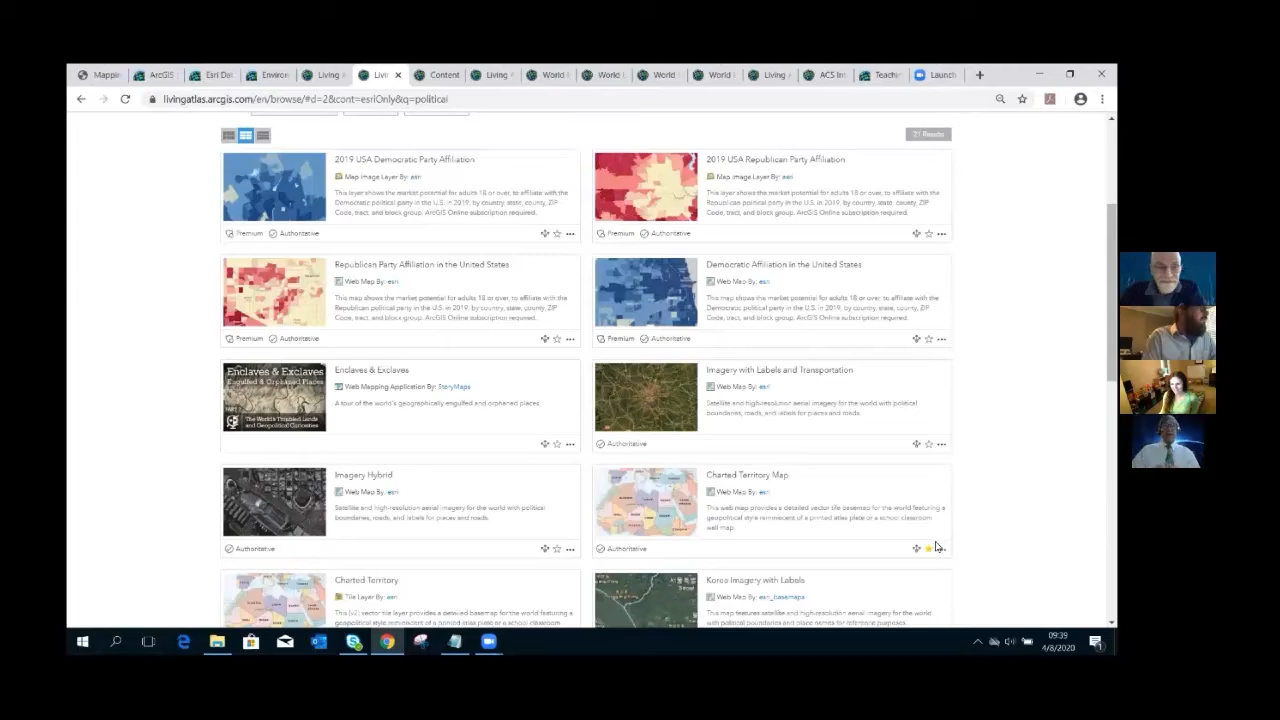 Mappin
ArcGIS
Esri Da
Environ
Living A
Livi
Content
Living A
World
World
World
World
Living A
ACS Int
Teachin
Launch
livingatlas.arcgis.com/en/browse/#d=2&cont=esriOnly&q=political
21 Results
2019 USA Democratic Party Affiliation
Map Image Layer By: esri
This layer shows the market potential for adults 18 or over, to affiliate with the
Democratic political party in the U.S. in 2019, by country, state, county, ZIP
Code, tract, and block group. ArcGIS Online subscription required.
Premium Authoritative
2019 USA Republican Party Affiliation
Map Image Layer By: esri
This layer shows the market potential for adults 18 or over, to affiliate with the
Republican political party in the U.S. in 2019, by country, state, county, ZIP
Code, tract, and block group. ArcGIS Online subscription required.
Premium Authoritative
Republican Party Affiliation in the United States
Web Map By: esri
This map shows the market potential for adults 18 or over, to affiliate with the
Republican political party in the U.S. in 2019, by country, state, county, ZIP
Code, tract, and block group. ArcGIS Online subscription required.
Premium Authoritative
Democratic Affiliation in the United States
Web Map By: esri
This map shows the market potential for adults 18 or over, to affiliate with the
Democratic political party in the U.S. in 2019, by country, state, county, ZIP
Code, tract, and block group. ArcGIS Online subscription required.
Premium Authoritative
Enclaves & Exclaves
Engulfed & Orphaned Places
The World's Troubled Lands
and Geopolitical Curiosities
Enclaves & Exclaves
Web Mapping Application By: StoryMaps
A tour of the world's geographically engulfed and orphaned places.
Imagery with Labels and Transportation
Web Map By: esri
Satellite and high-resolution aerial imagery for the world with political
boundaries, roads, and labels for places and roads.
Authoritative
Imagery Hybrid
Web Map By: esri
Satellite and high-resolution aerial imagery for the world with political
boundaries, roads, and labels for places and roads.
Authoritative
Charted Territory Map
Web Map By: esri
This web map provides a detailed vector tile basemap for the world featuring a
geopolitical style reminiscent of a printed atlas plate or a school classroom
wall map.
Authoritative
Charted Territory
Tile Layer By: esri
This (v2) vector tile layer provides a detailed basemap for the world featuring a
Korea Imagery with Labels
Web Map By: esri_basemaps
This map features satellite and high-resolution aerial imagery for the world with
political boundaries and place names for reference purposes.
09:39
4/8/2020